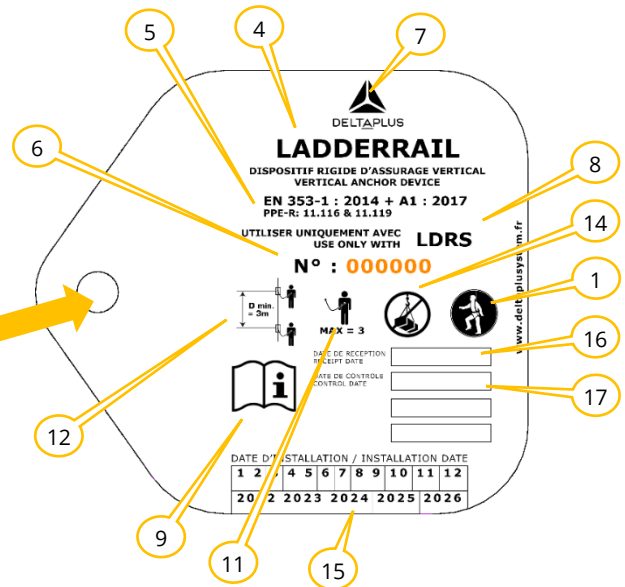 5
4
7
DELTAPLUS
6
LADDERRAIL
DISPOSITIF RIGIDE D'ASSURAGE VERTICAL
VERTICAL ANCHOR DEVICE
8
EN 353-1 : 2014 + A1 : 2017
PPE-R: 11.116 & 11.119
14
UTILISER UNIQUEMENT AVEC
USE ONLY WITH
LDRS
N° : 000000
www.deltaplusystem.fr
1
D min.
= 3m
MAX = 3
16
DATE DE RECEPTION
RECEIPT DATE
DATE DE CONTRÔLE
CONTROL DATE
17
12
i
DATE D'INSTALLATION / INSTALLATION DATE
1 2 3 4 5 6 7 8 9 10 11 12
2022 2023 2024 2025 2026
9
11
15